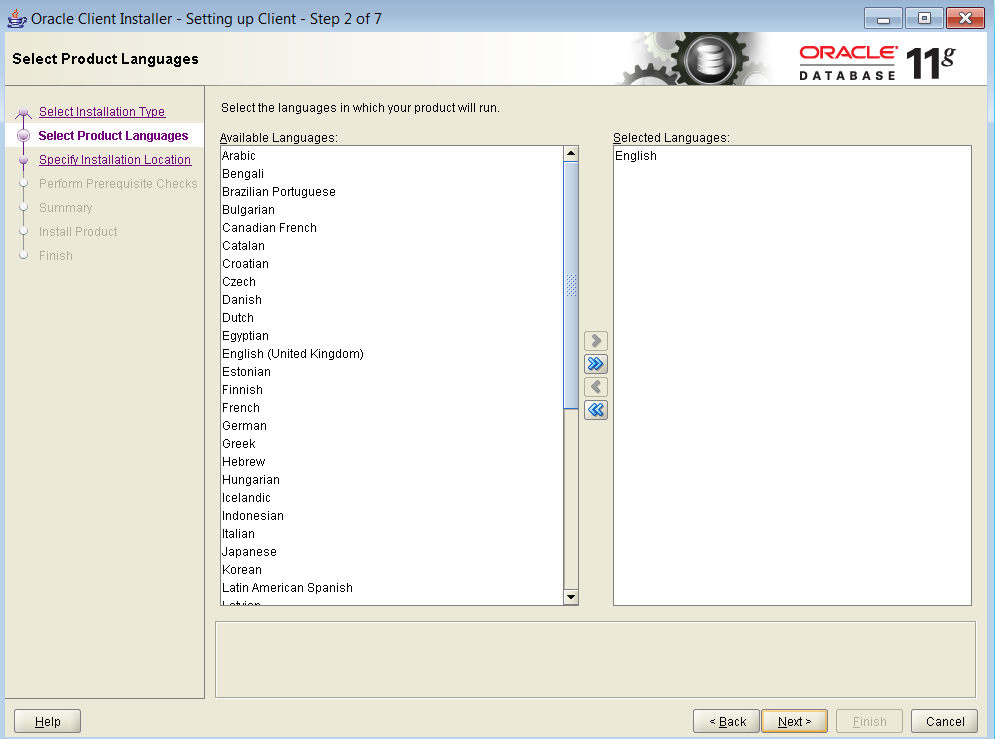 Oracle Client Installer - Setting up Client - Step 2 of 7
Select Product Languages
ORACLE
DATABASE 11g
Select Installation Type
Select Product Languages
Specify Installation Location
Perform Prerequisite Checks
Summary
Install Product
Finish
Select the languages in which your product will run.
Available Languages:
Arabic
Bengali
Brazilian Portuguese
Bulgarian
Canadian French
Catalan
Croatian
Czech
Danish
Dutch
Egyptian
English (United Kingdom)
Estonian
Finnish
French
German
Greek
Hebrew
Hungarian
Icelandic
Indonesian
Italian
Japanese
Korean
Latin American Spanish
Latvian
Selected Languages:
English
Help
< Back
Next >
Finish
Cancel